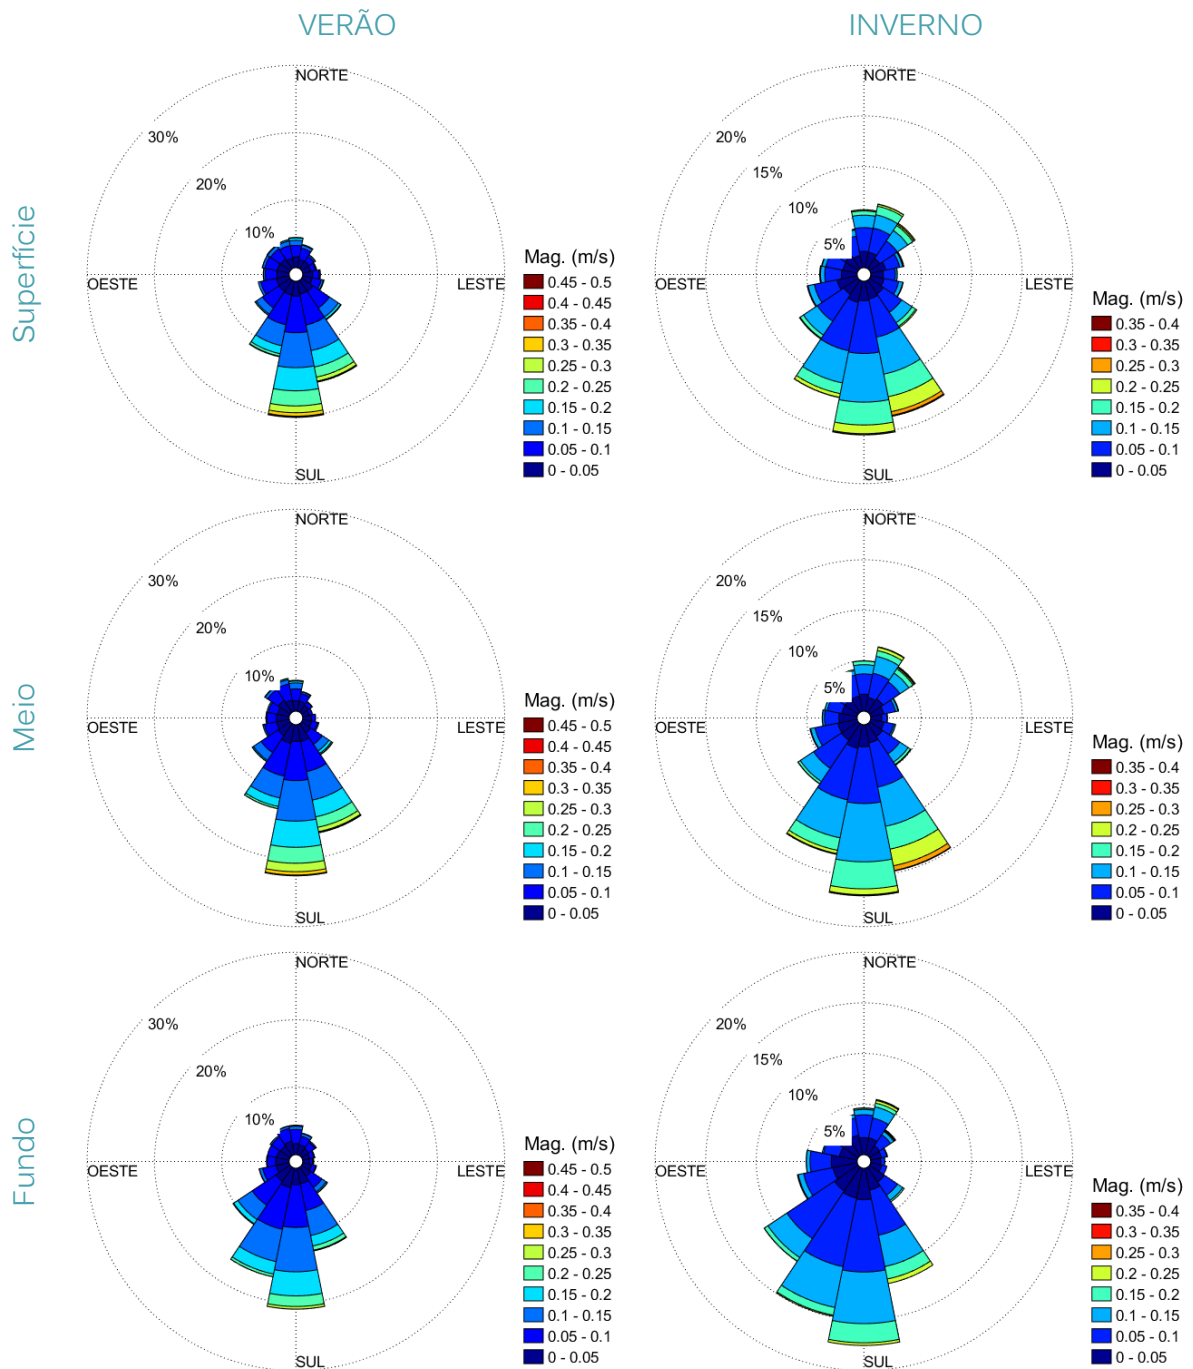 VERÃO
INVERNO
Superfície
NORTE
30%
20%
10%
OESTE
LESTE
SUL
Mag. (m/s)
0.45 - 0.5
0.4 - 0.45
0.35 - 0.4
0.3 - 0.35
0.25 - 0.3
0.2 - 0.25
0.15 - 0.2
0.1 - 0.15
0.05 - 0.1
0 - 0.05
NORTE
20%
15%
10%
5%
OESTE
LESTE
SUL
Mag. (m/s)
0.35 - 0.4
0.3 - 0.35
0.25 - 0.3
0.2 - 0.25
0.15 - 0.2
0.1 - 0.15
0.05 - 0.1
0 - 0.05
Meio
NORTE
30%
20%
10%
OESTE
LESTE
SUL
Mag. (m/s)
0.45 - 0.5
0.4 - 0.45
0.35 - 0.4
0.3 - 0.35
0.25 - 0.3
0.2 - 0.25
0.15 - 0.2
0.1 - 0.15
0.05 - 0.1
0 - 0.05
NORTE
20%
15%
10%
5%
OESTE
LESTE
SUL
Mag. (m/s)
0.35 - 0.4
0.3 - 0.35
0.25 - 0.3
0.2 - 0.25
0.15 - 0.2
0.1 - 0.15
0.05 - 0.1
0 - 0.05
Fundo
NORTE
30%
20%
10%
OESTE
LESTE
SUL
Mag. (m/s)
0.45 - 0.5
0.4 - 0.45
0.35 - 0.4
0.3 - 0.35
0.25 - 0.3
0.2 - 0.25
0.15 - 0.2
0.1 - 0.15
0.05 - 0.1
0 - 0.05
NORTE
20%
15%
10%
5%
OESTE
LESTE
SUL
Mag. (m/s)
0.35 - 0.4
0.3 - 0.35
0.25 - 0.3
0.2 - 0.25
0.15 - 0.2
0.1 - 0.15
0.05 - 0.1
0 - 0.05